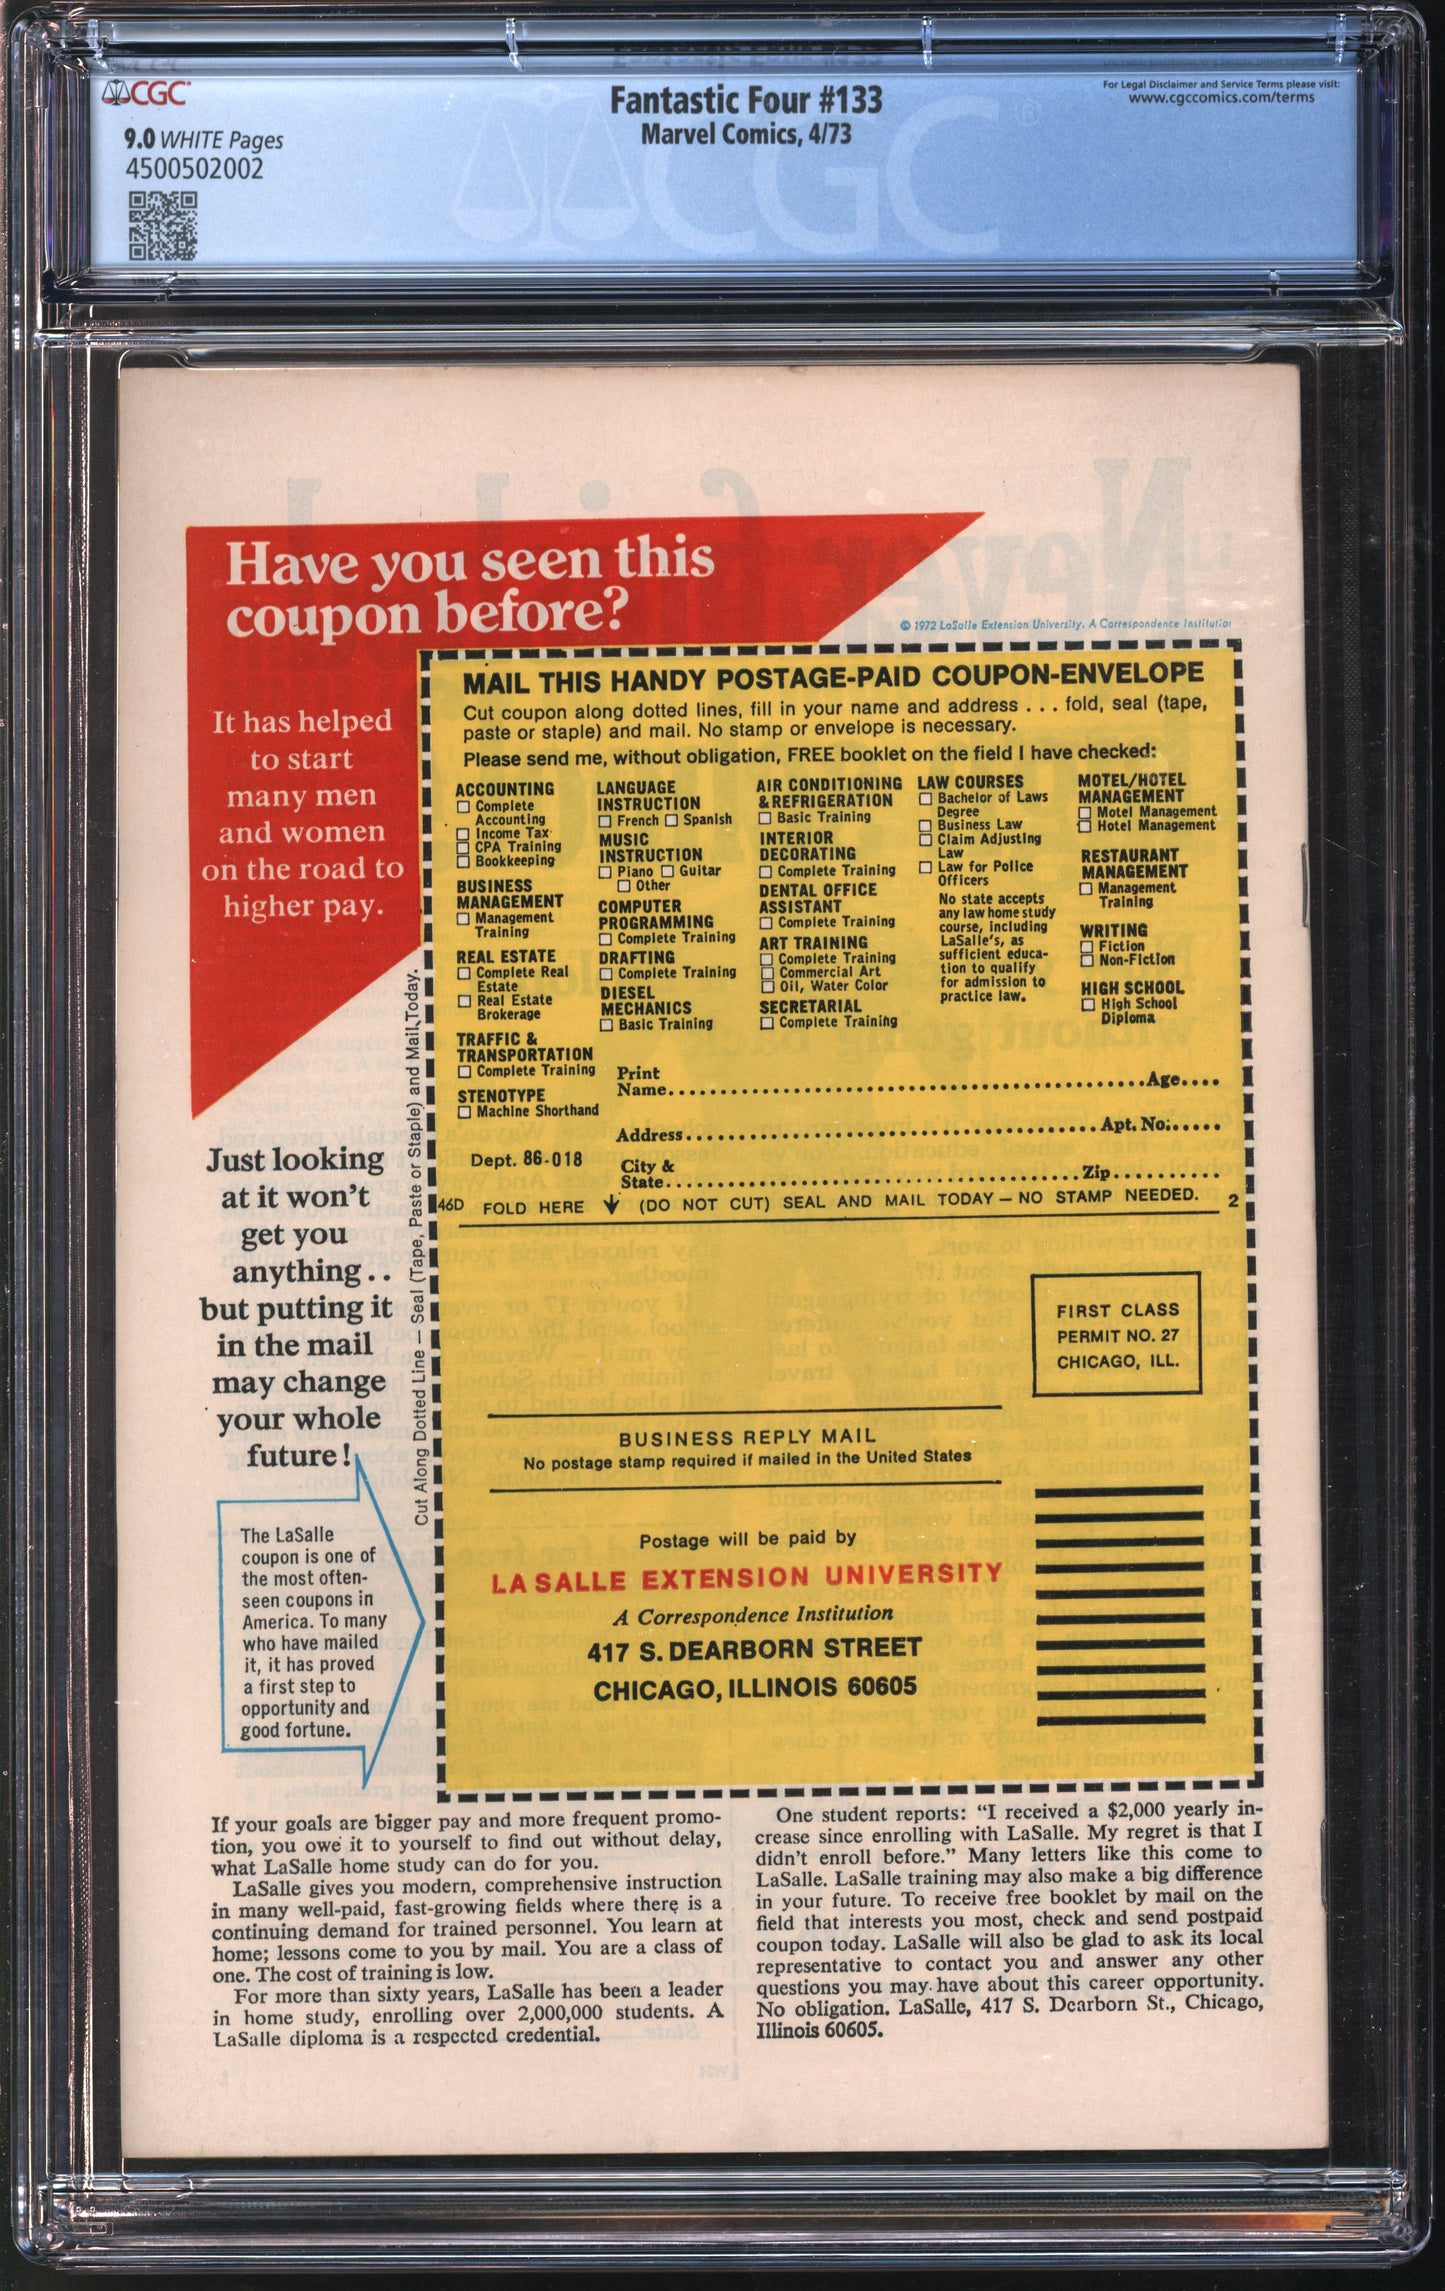 CGC
9.0 WHITE Pages
4500502002
Fantastic Four #133
Marvel Comics, 4/73
For Legal Disclaimer and Service Terms please visit:
www.cgccomics.com/terms
CGC
Have you seen this
coupon before?
© 1972 LaSalle Extension University. A Correspondence Institution
It has helped
to start
many men
and women
on the road to
higher pay.
Just looking
at it won't
get you
anything..
but putting it
in the mail
may change
your whole
future!
The LaSalle
coupon is one of
the most often-
seen coupons in
America. To many
who have mailed
it, it has proved
a first step to
opportunity and
good fortune.
Cut Along Dotted Line — Seal (Tape, Paste or Staple) and Mail Today.
MAIL THIS HANDY POSTAGE-PAID COUPON-ENVELOPE
Cut coupon along dotted lines, fill in your name and address . . . fold, seal (tape,
paste or staple) and mail. No stamp or envelope is necessary.
Please send me, without obligation, FREE booklet on the field I have checked:
ACCOUNTING
☐ Complete
Accounting
☐ Income Tax
☐ CPA Training
☐ Bookkeeping
BUSINESS
MANAGEMENT
☐ Management
Training
REAL ESTATE
☐ Complete Real
Estate
☐ Real Estate
Brokerage
TRAFFIC &
TRANSPORTATION
☐ Complete Training
STENOTYPE
☐ Machine Shorthand
LANGUAGE
INSTRUCTION
☐ French ☐ Spanish
MUSIC
INSTRUCTION
☐ Piano ☐ Guitar
☐ Other
COMPUTER
PROGRAMMING
☐ Complete Training
DRAFTING
☐ Complete Training
DIESEL
MECHANICS
☐ Basic Training
AIR CONDITIONING
& REFRIGERATION
☐ Basic Training
INTERIOR
DECORATING
☐ Complete Training
DENTAL OFFICE
ASSISTANT
☐ Complete Training
ART TRAINING
☐ Complete Training
☐ Commercial Art
☐ Oil, Water Color
SECRETARIAL
☐ Complete Training
LAW COURSES
☐ Bachelor of Laws
Degree
☐ Business Law
☐ Claim Adjusting
Law
☐ Law for Police
Officers
No state accepts
any law home study
course, including
LaSalle's, as
sufficient educa-
tion to qualify
for admission to
practice law.
MOTEL/HOTEL
MANAGEMENT
☐ Motel Management
☐ Hotel Management
RESTAURANT
MANAGEMENT
☐ Management
Training
WRITING
☐ Fiction
☐ Non-Fiction
HIGH SCHOOL
☐ High School
Diploma
Print
Name..........Age....
Address..........Apt. No......
Dept. 86-018
City &
State..........Zip..........
46D FOLD HERE ↓ (DO NOT CUT) SEAL AND MAIL TODAY — NO STAMP NEEDED. 2
FIRST CLASS
PERMIT NO. 27
CHICAGO, ILL.
BUSINESS REPLY MAIL
No postage stamp required if mailed in the United States
Postage will be paid by
LA SALLE EXTENSION UNIVERSITY
A Correspondence Institution
417 S. DEARBORN STREET
CHICAGO, ILLINOIS 60605
If your goals are bigger pay and more frequent promo-
tion, you owe it to yourself to find out without delay,
what LaSalle home study can do for you.
LaSalle gives you modern, comprehensive instruction
in many well-paid, fast-growing fields where there is a
continuing demand for trained personnel. You learn at
home; lessons come to you by mail. You are a class of
one. The cost of training is low.
For more than sixty years, LaSalle has been a leader
in home study, enrolling over 2,000,000 students. A
LaSalle diploma is a respected credential.
One student reports: "I received a $2,000 yearly in-
crease since enrolling with LaSalle. My regret is that I
didn't enroll before." Many letters like this come to
LaSalle. LaSalle training may also make a big difference
in your future. To receive free booklet by mail on the
field that interests you most, check and send postpaid
coupon today. LaSalle will also be glad to ask its local
representative to contact you and answer any other
questions you may have about this career opportunity.
No obligation. LaSalle, 417 S. Dearborn St., Chicago,
Illinois 60605.